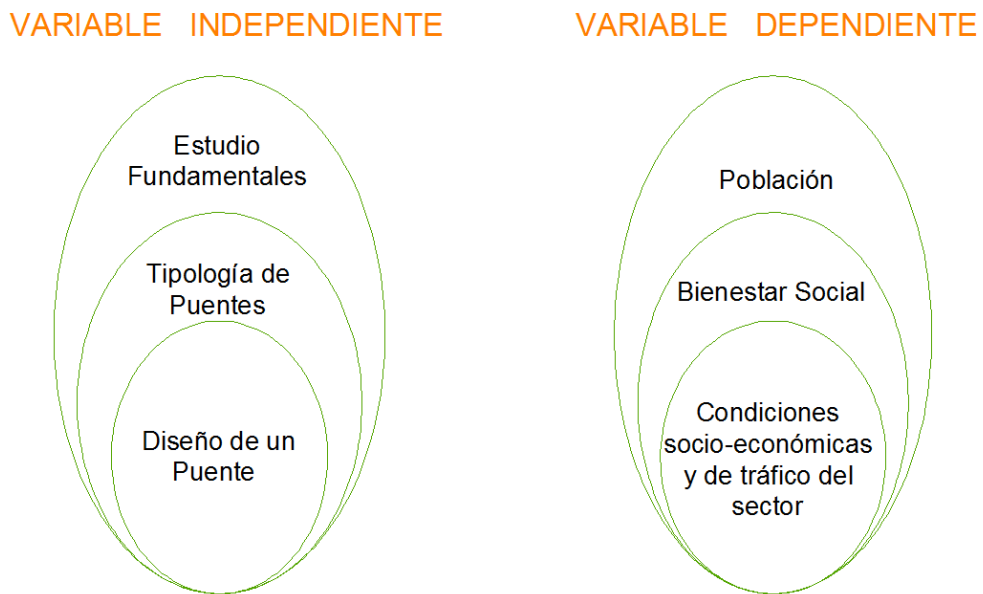 VARIABLE INDEPENDIENTE
Estudio
Fundamentales
Tipología de
Puentes
Diseño de un
Puente
VARIABLE DEPENDIENTE
Población
Bienestar Social
Condiciones
socio-económicas
y de tráfico del
sector